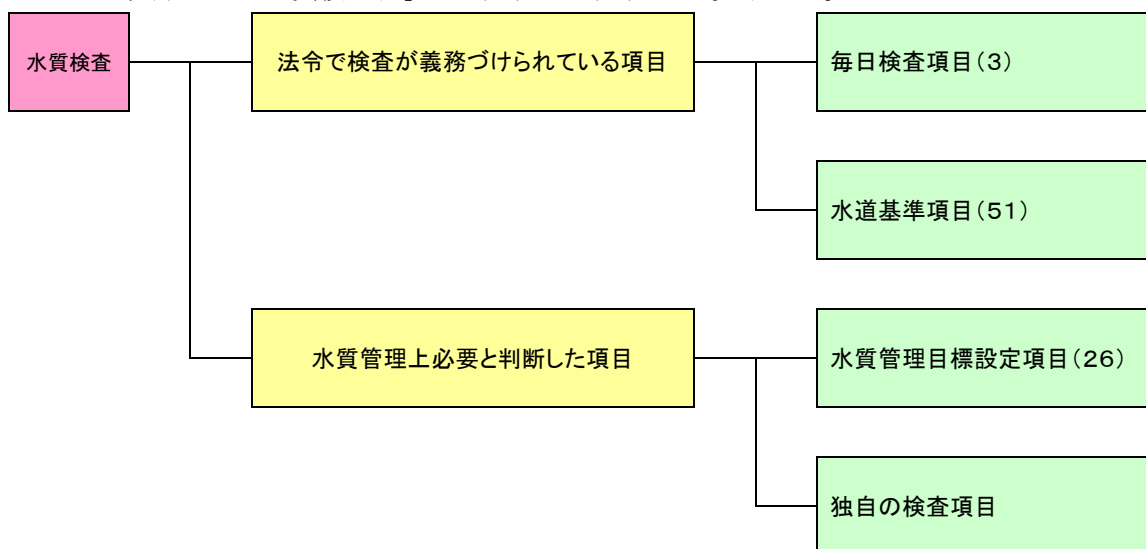 水質検査
法令で検査が義務づけられている項目
毎日検査項目(3)
水道基準項目(51)
水質管理上必要と判断した項目
水質管理目標設定項目(26)
独自の検査項目